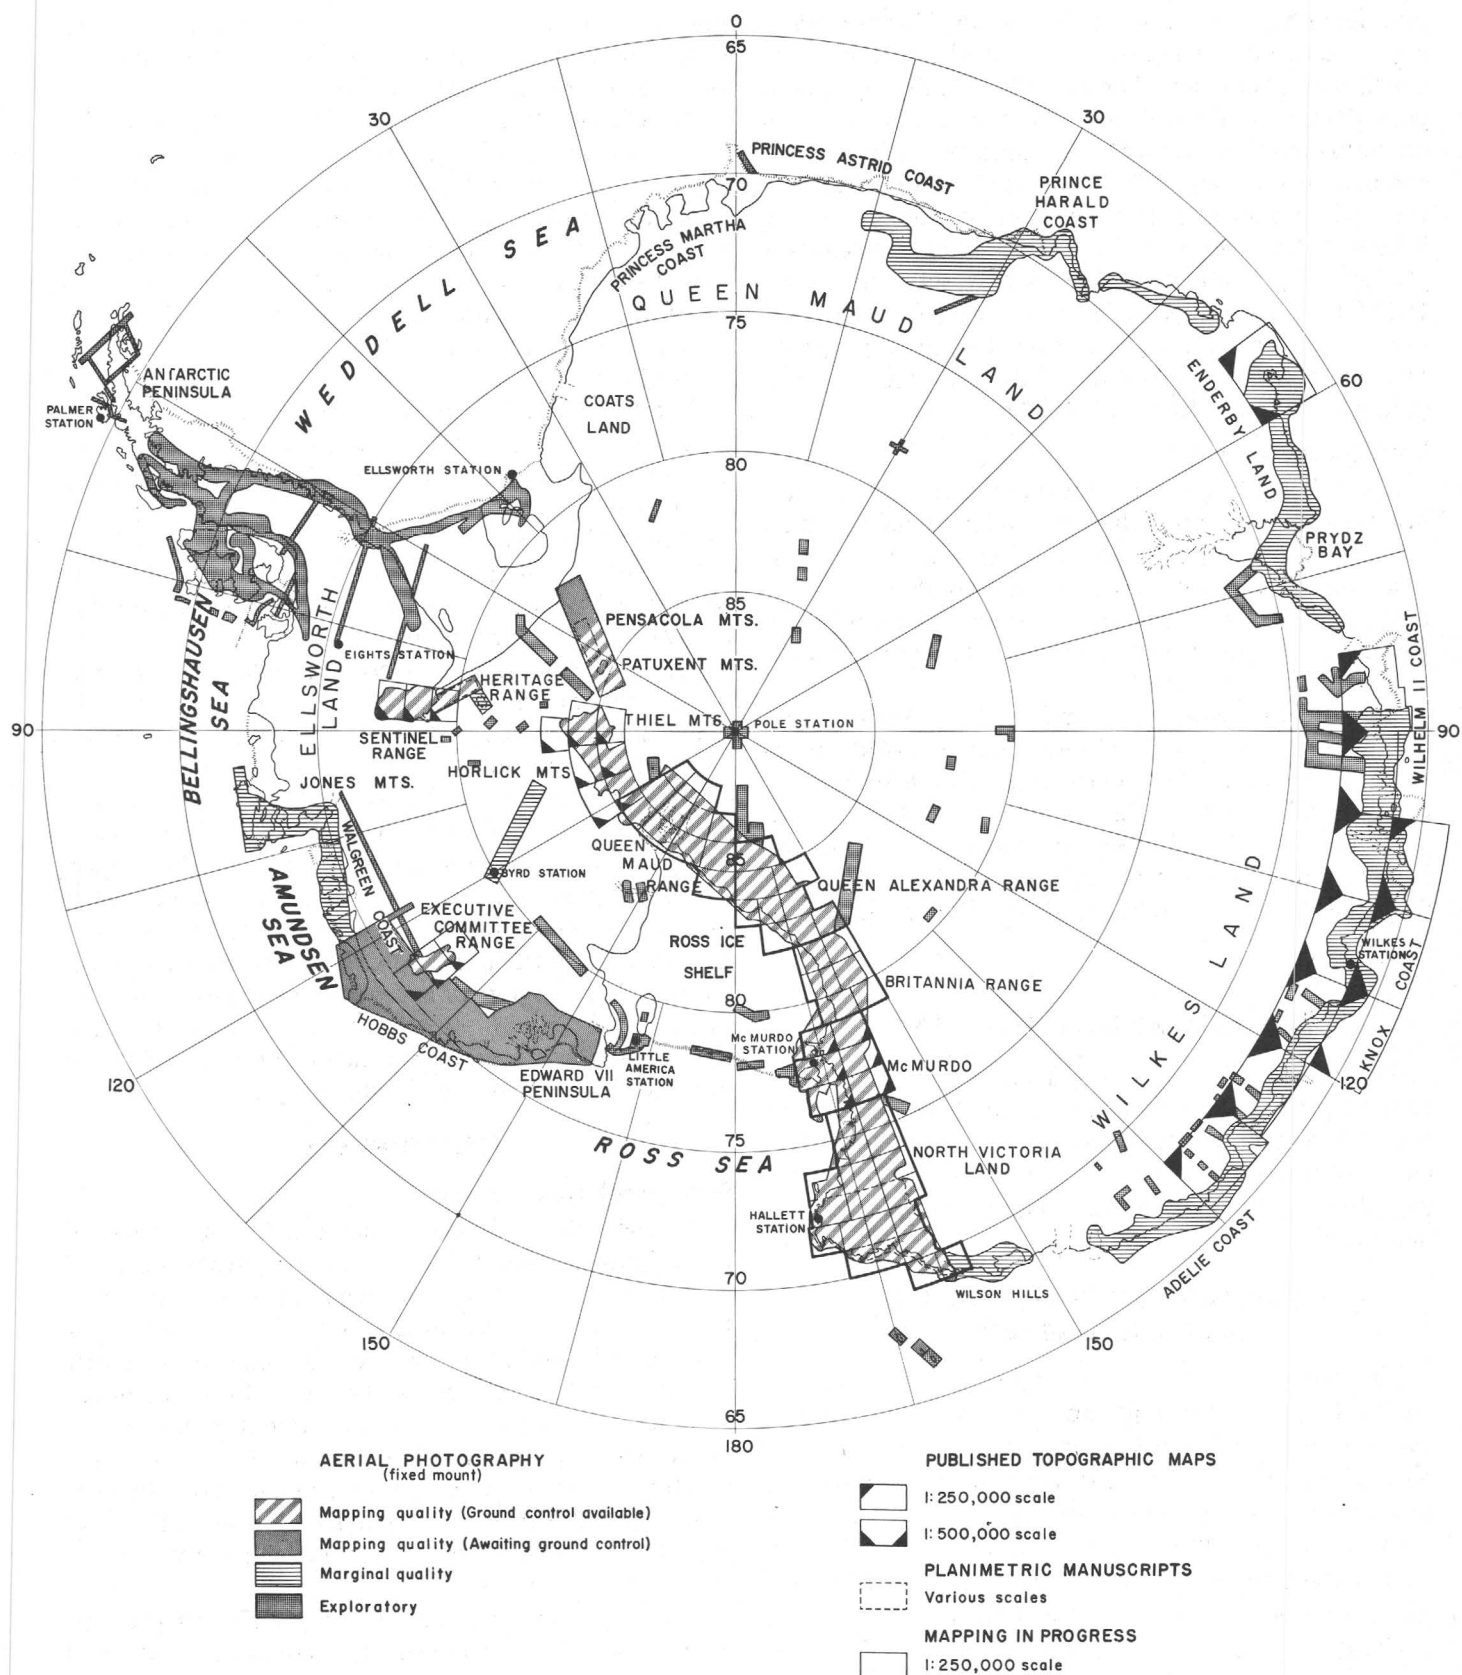 0
65
30
30
PRINCESS ASTRID COAST
70
PRINCE
HARALD
COAST
PRINCESS MARTHA
COAST
WEDDELL SEA
QUEEN MAUD LAND
75
ANTARCTIC
PENINSULA
PALMER
STATION
60
ENDERBY
LAND
COATS
LAND
ELLSWORTH STATION
80
PRYDZ
BAY
85
PENSACOLA MTS.
PATUXENT MTS.
EIGHTS STATION
ELLSWORTH
LAND
BELLINGSHAUSEN
SEA
HERITAGE
RANGE
THIEL MTS.
POLE STATION
WILHELM II COAST
90
90
SENTINEL
RANGE
HORLICK MTS
JONES MTS.
WALGREEN COAST
QUEEN
MAUD
RANGE
85
BYRD STATION
QUEEN ALEXANDRA RANGE
AMUNDSEN
SEA
EXECUTIVE
COMMITTEE
RANGE
ROSS ICE
SHELF
WILKES
STATION
BRITANNIA RANGE
WILKES LAND
80
KNOX COAST
HOBBS COAST
McMURDO
STATION
LITTLE
AMERICA
STATION
EDWARD VII
PENINSULA
McMURDO
120
120
ROSS SEA
75
NORTH VICTORIA
LAND
HALLETT
STATION
ADELIE COAST
70
WILSON HILLS
150
150
65
180
AERIAL PHOTOGRAPHY
(fixed mount)
Mapping quality (Ground control available)
Mapping quality (Awaiting ground control)
Marginal quality
Exploratory
PUBLISHED TOPOGRAPHIC MAPS
1:250,000 scale
1:500,000 scale
PLANIMETRIC MANUSCRIPTS
Various scales
MAPPING IN PROGRESS
1:250,000 scale